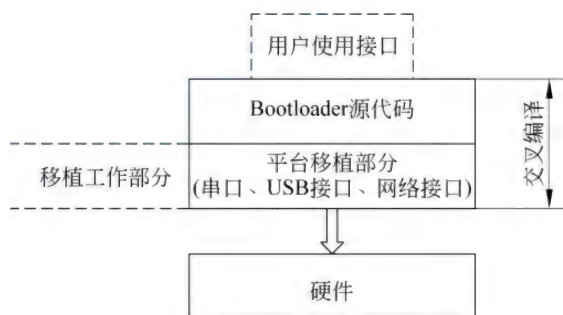 用户使用接口
Bootloader源代码
移植工作部分
平台移植部分
(串口、USB接口、网络接口)
交叉编译
硬件